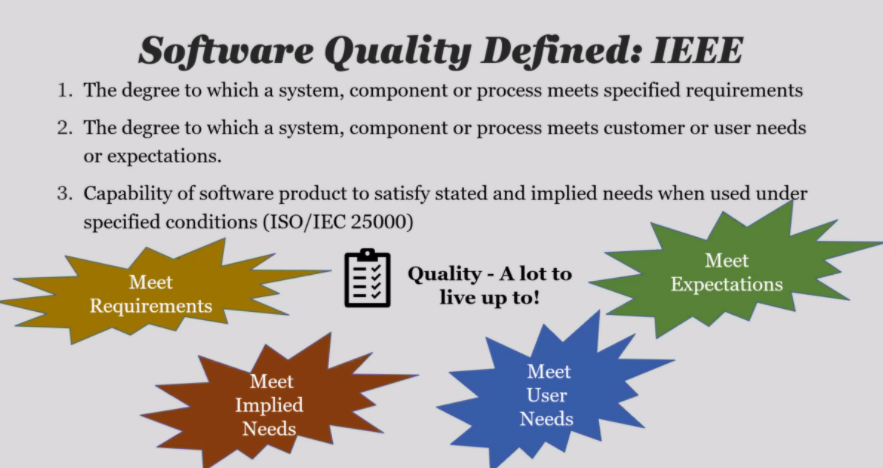 Software Quality Defined: IEEE
1. The degree to which a system, component or process meets specified requirements
2. The degree to which a system, component or process meets customer or user needs
or expectations.
3. Capability of software product to satisfy stated and implied needs when used under
specified conditions (ISO/IEC 25000)
Meet
Requirements
Quality - A lot to
live up to!
Meet
Expectations
Meet
Implied
Needs
Meet
User
Needs